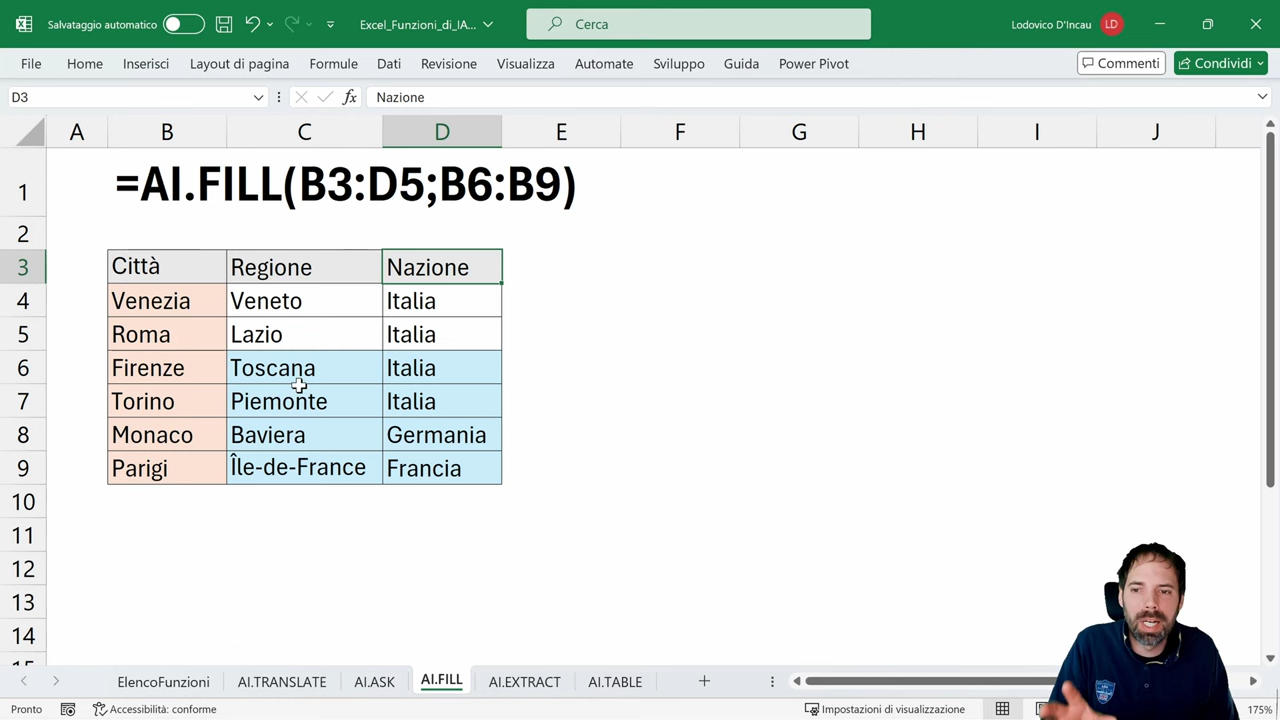 Salvataggio automatico
Excel_Funzioni_di_IA...
Cerca
Lodovico D'Incau
LD
File Home Inserisci Layout di pagina Formule Dati Revisione Visualizza Automate Sviluppo Guida Power Pivot
Commenti
Condividi
D3
fx
Nazione
A B C D E F G H I J
1 =AI.FILL(B3:D5;B6:B9)
2
3 Città Regione Nazione
4 Venezia Veneto Italia
5 Roma Lazio Italia
6 Firenze Toscana Italia
7 Torino Piemonte Italia
8 Monaco Baviera Germania
9 Parigi Île-de-France Francia
10
11
12
13
14
ElencoFunzioni AI.TRANSLATE AI.ASK AI.FILL AI.EXTRACT AI.TABLE
Pronto
Accessibilità: conforme
Impostazioni di visualizzazione
175%